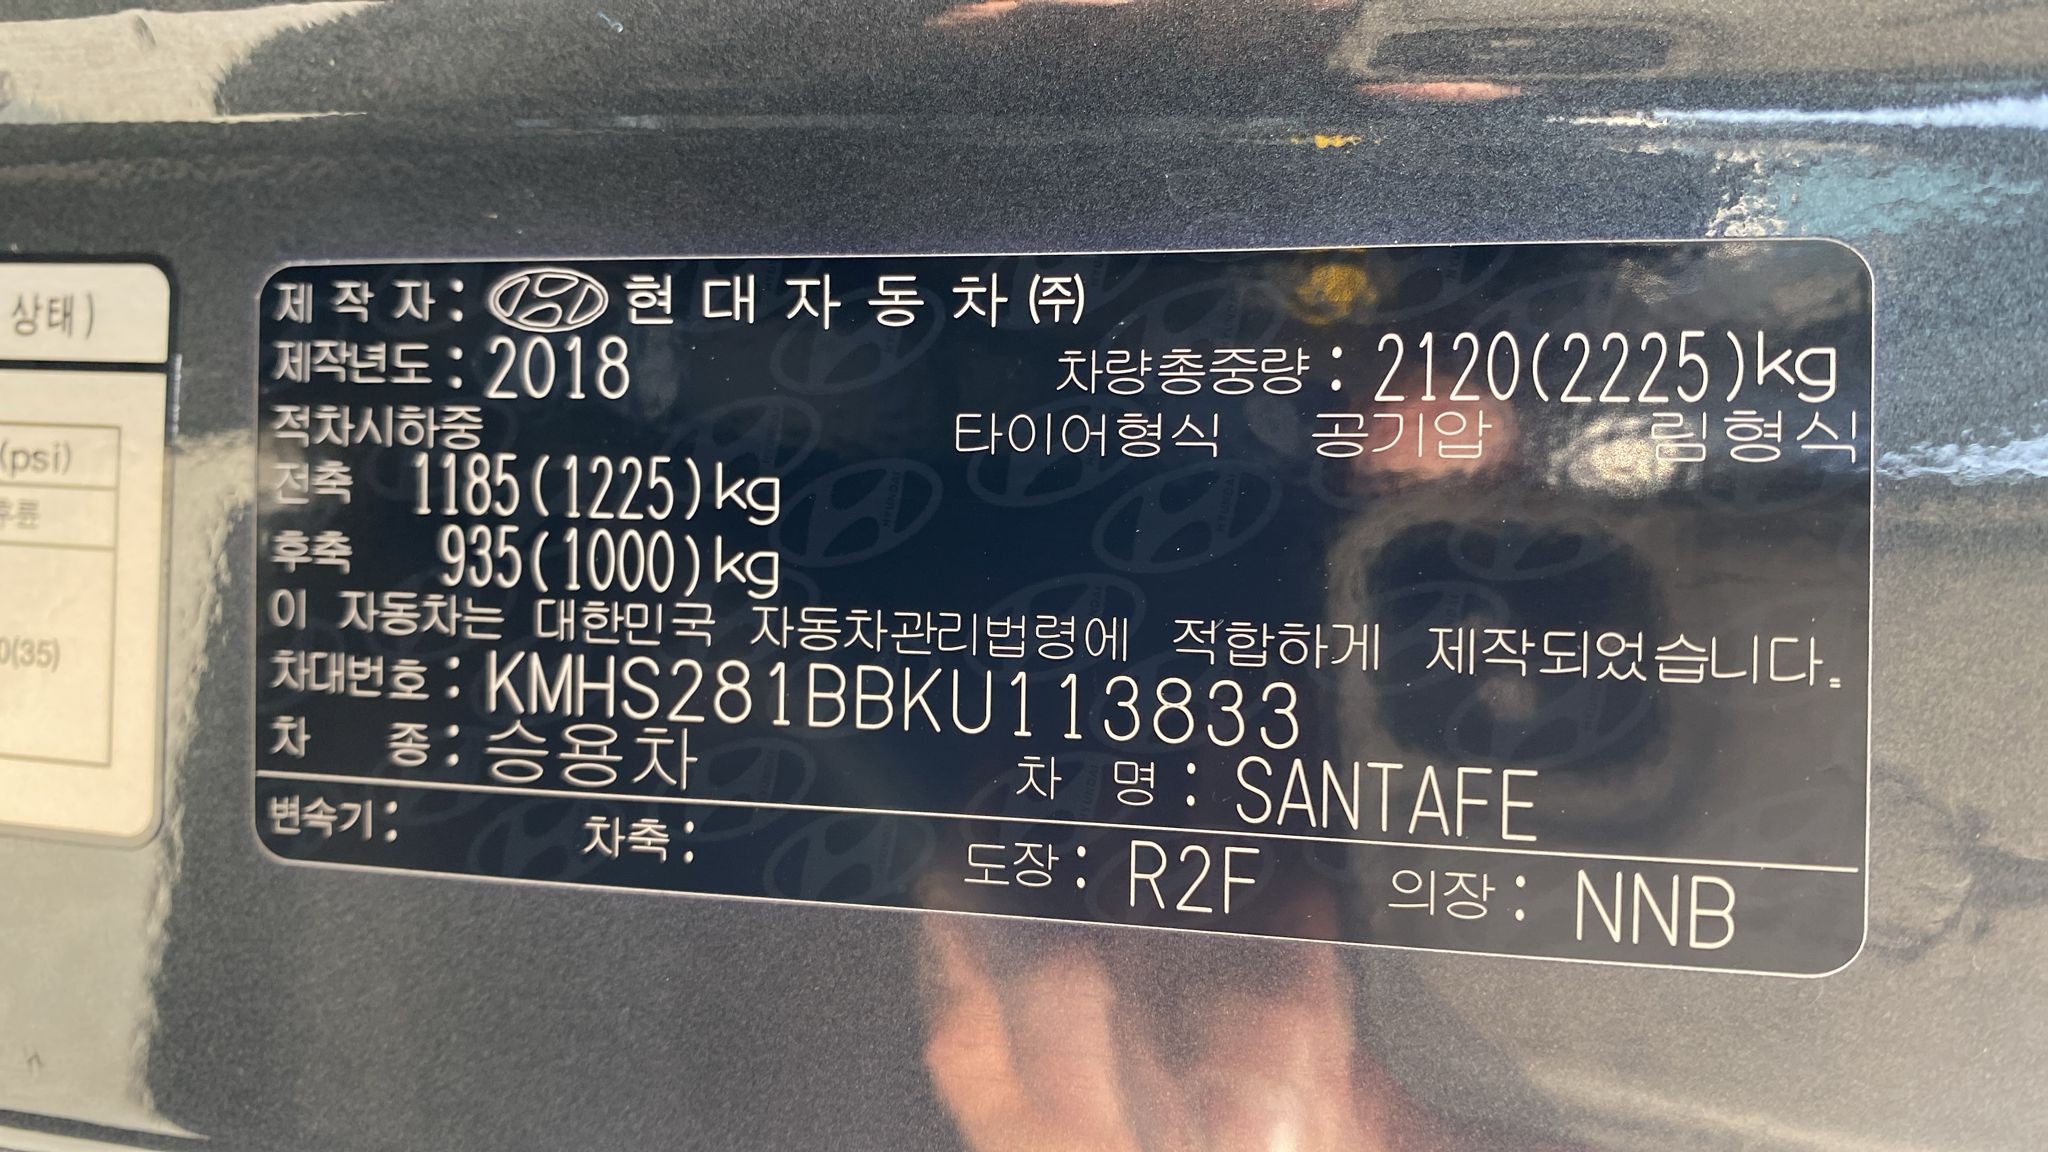 상태)
(psi)
후륜
0(35)
제 작 자 : 현 대 자 동 차 ㈜
제작년도 : 2018 차량총중량 : 2120(2225)kg
적차시하중 타이어형식 공기압 림형식
전축 1185(1225)kg
후축 935(1000)kg
이 자동차는 대한민국 자동차관리법령에 적합하게 제작되었습니다.
차대번호 : KMHS281BBKU113833
차 종 : 승용차 차 명 : SANTAFE
변속기 : 차축 : 도장 : R2F 의장 : NNB